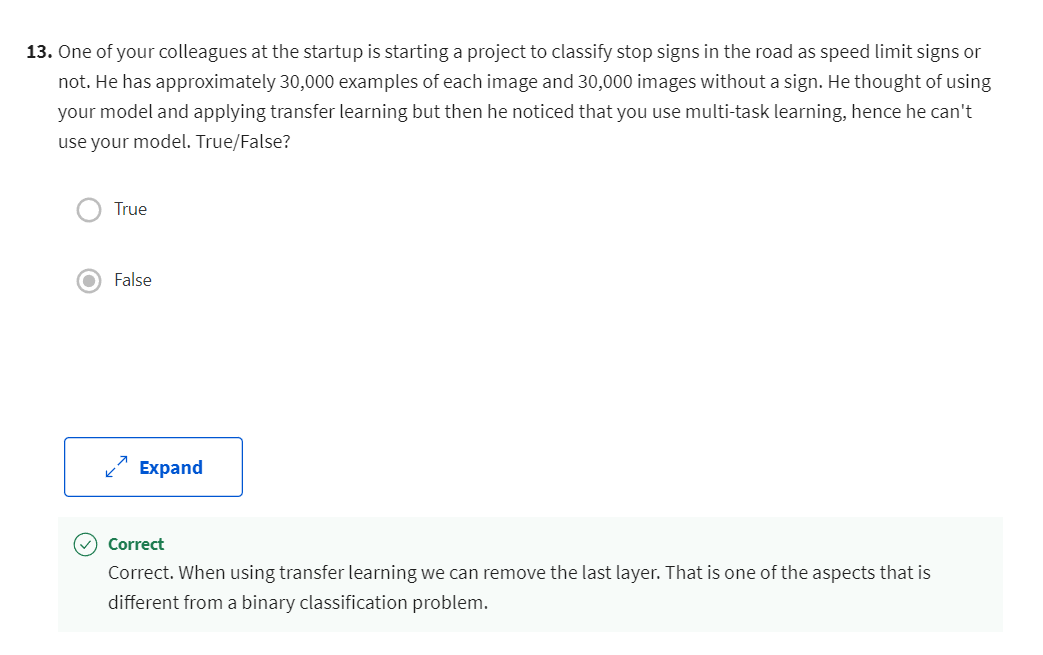 13. One of your colleagues at the startup is starting a project to classify stop signs in the road as speed limit signs or
not. He has approximately 30,000 examples of each image and 30,000 images without a sign. He thought of using
your model and applying transfer learning but then he noticed that you use multi-task learning, hence he can't
use your model. True/False?
True
False
Expand
Correct
Correct. When using transfer learning we can remove the last layer. That is one of the aspects that is
different from a binary classification problem.